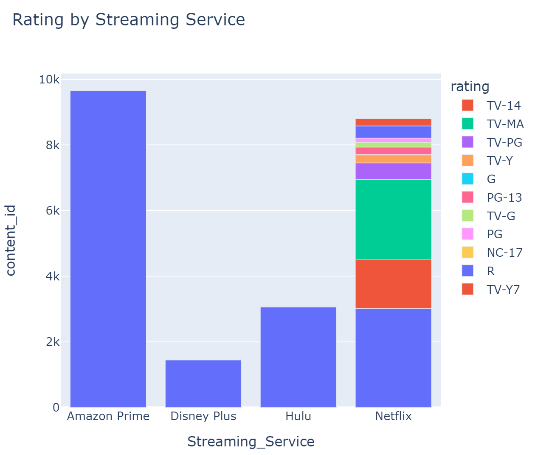 Rating by Streaming Service
rating
TV-14
TV-MA
TV-PG
TV-Y
G
PG-13
TV-G
PG
NC-17
R
TV-Y7
10k
8k
6k
4k
2k
0
content_id
Amazon Prime Disney Plus Hulu Netflix
Streaming_Service